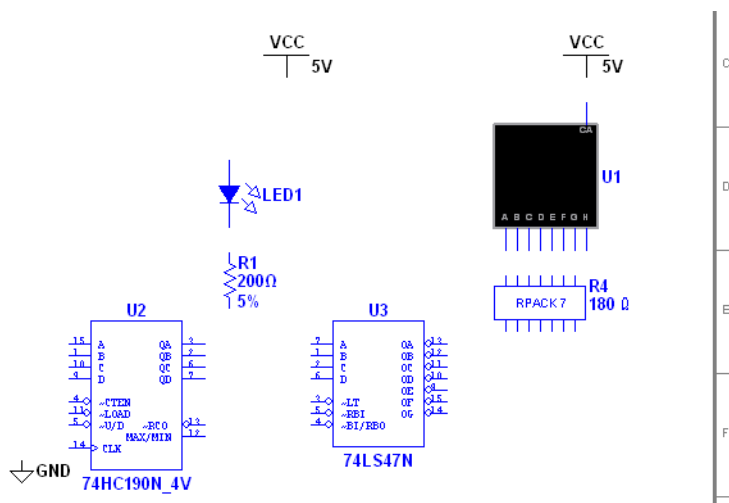 VCC
5V
VCC
5V
C
CA
U1
A B C D E F G H
D
LED1
R1
200Ω
5%
R4
RPACK 7
180 Ω
E
U2
15 A QA 3
1 B QB 2
10 C QC 6
9 D QD 7
4 ~CTEN
11 ~LOAD
5 ~U/D ~RCO 13
MAX/MIN 12
14 CLK
74HC190N_4V
U3
7 A OA 13
1 B OB 12
2 C OC 11
6 D OD 10
OE 9
3 ~LT OF 15
5 ~RBI OG 14
4 ~BI/RBO
74LS47N
GND
F